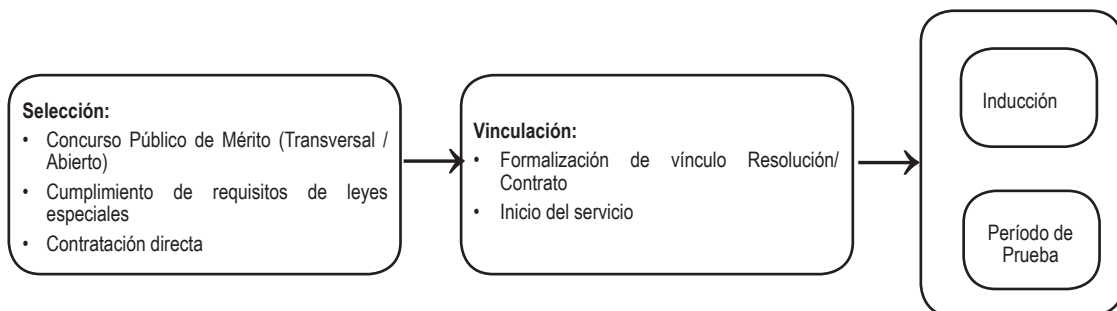 Selección:
• Concurso Público de Mérito (Transversal /
Abierto)
• Cumplimiento de requisitos de leyes
especiales
• Contratación directa
Vinculación:
• Formalización de vínculo Resolución/
Contrato
• Inicio del servicio
Inducción
Período de
Prueba